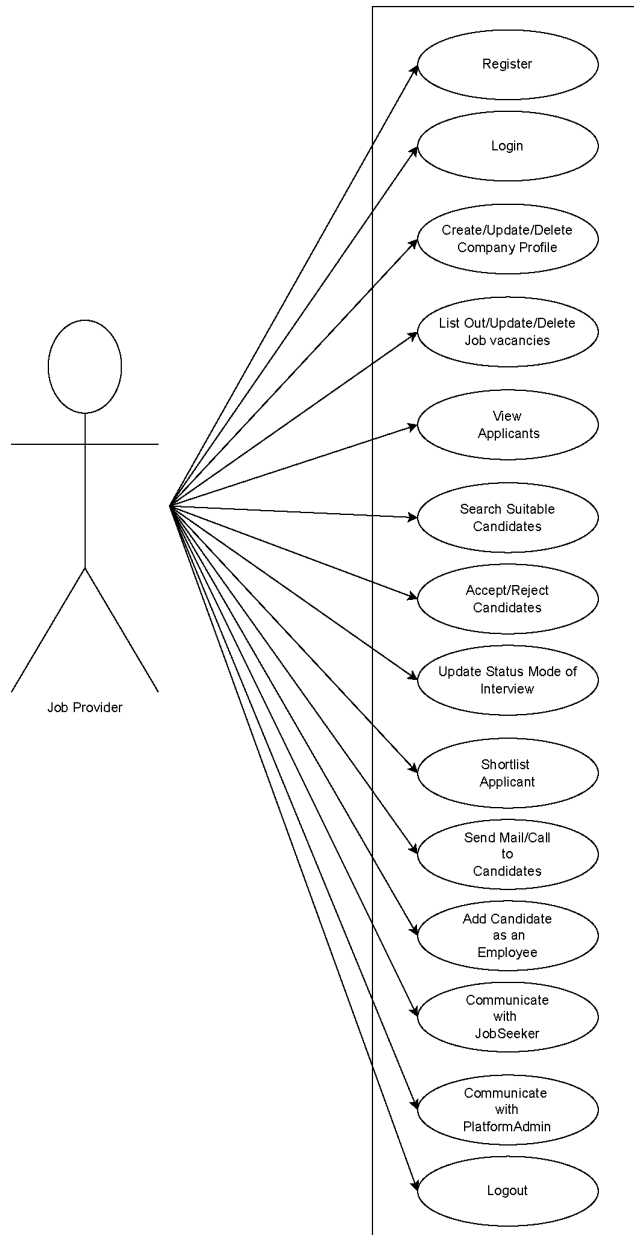 Register
Login
Create/Update/Delete
Company Profile
List Out/Update/Delete
Job vacancies
View
Applicants
Search Suitable
Candidates
Accept/Reject
Candidates
Update Status Mode of
Interview
Job Provider
Shortlist
Applicant
Send Mail/Call
to
Candidates
Add Candidate
as an
Employee
Communicate
with
JobSeeker
Communicate
with
PlatformAdmin
Logout